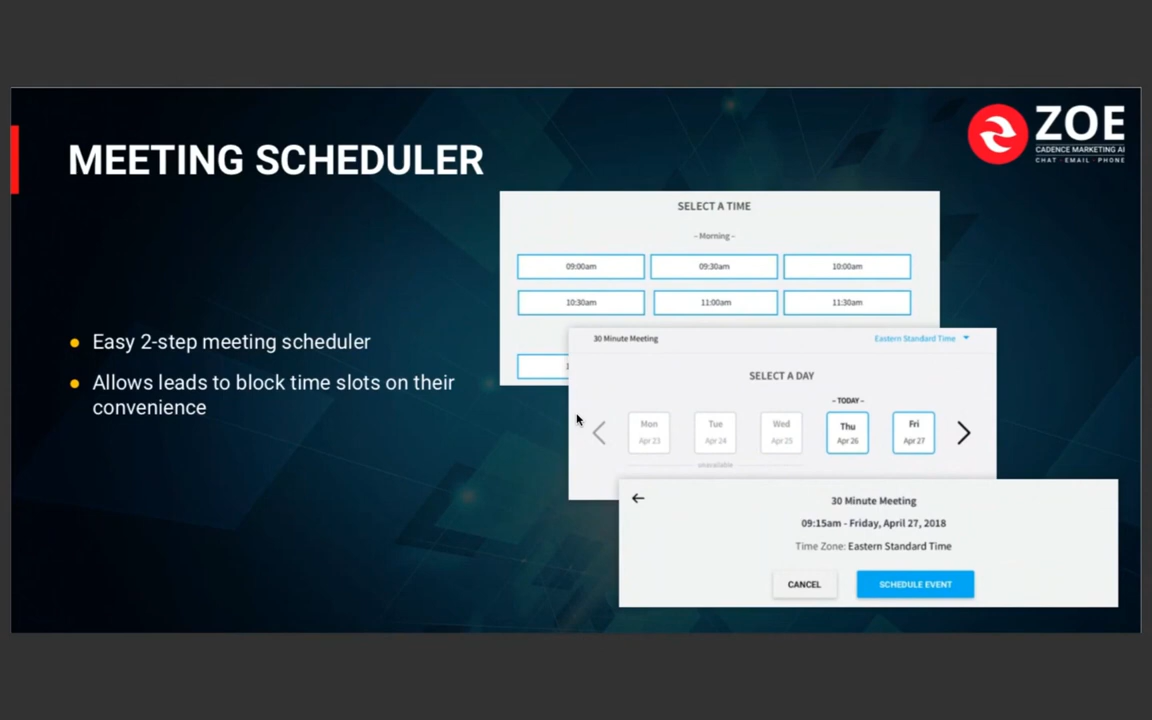 MEETING SCHEDULER
ZOE
CADENCE MARKETING AI
CHAT · EMAIL · PHONE
Easy 2-step meeting scheduler
Allows leads to block time slots on their
convenience
SELECT A TIME
- Morning -
09:00am 09:30am 10:00am
10:30am 11:00am 11:30am
30 Minute Meeting Eastern Standard Time
SELECT A DAY
- TODAY -
Mon Tue Wed Thu Fri
Apr 23 Apr 24 Apr 25 Apr 26 Apr 27
unavailable
30 Minute Meeting
09:15am - Friday, April 27, 2018
Time Zone: Eastern Standard Time
CANCEL SCHEDULE EVENT